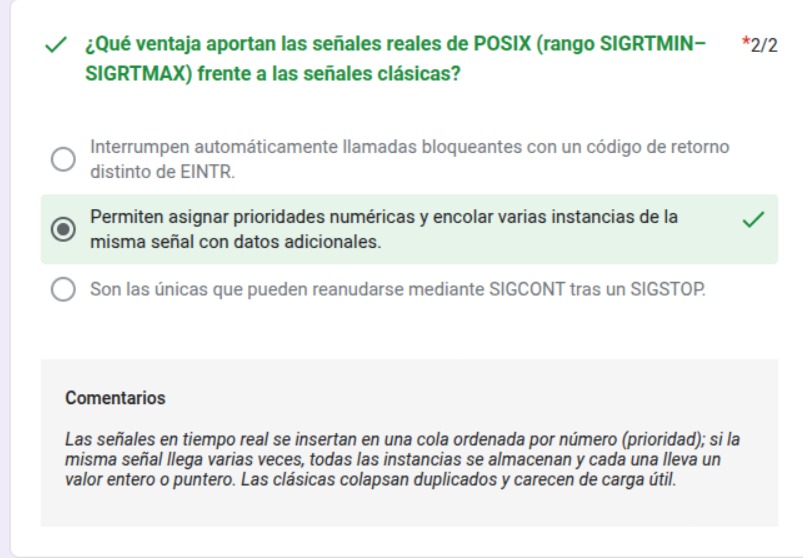 ¿Qué ventaja aportan las señales reales de POSIX (rango SIGRTMIN– *2/2
SIGRTMAX) frente a las señales clásicas?
Interrumpen automáticamente llamadas bloqueantes con un código de retorno
distinto de EINTR.
Permiten asignar prioridades numéricas y encolar varias instancias de la
misma señal con datos adicionales.
Son las únicas que pueden reanudarse mediante SIGCONT tras un SIGSTOP.
Comentarios
Las señales en tiempo real se insertan en una cola ordenada por número (prioridad); si la
misma señal llega varias veces, todas las instancias se almacenan y cada una lleva un
valor entero o puntero. Las clásicas colapsan duplicados y carecen de carga útil.